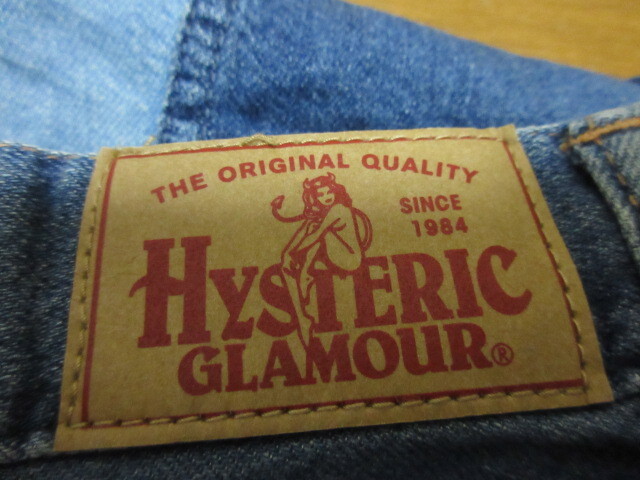 THE ORIGINAL QUALITY
SINCE
1984
HYSTERIC
GLAMOUR®